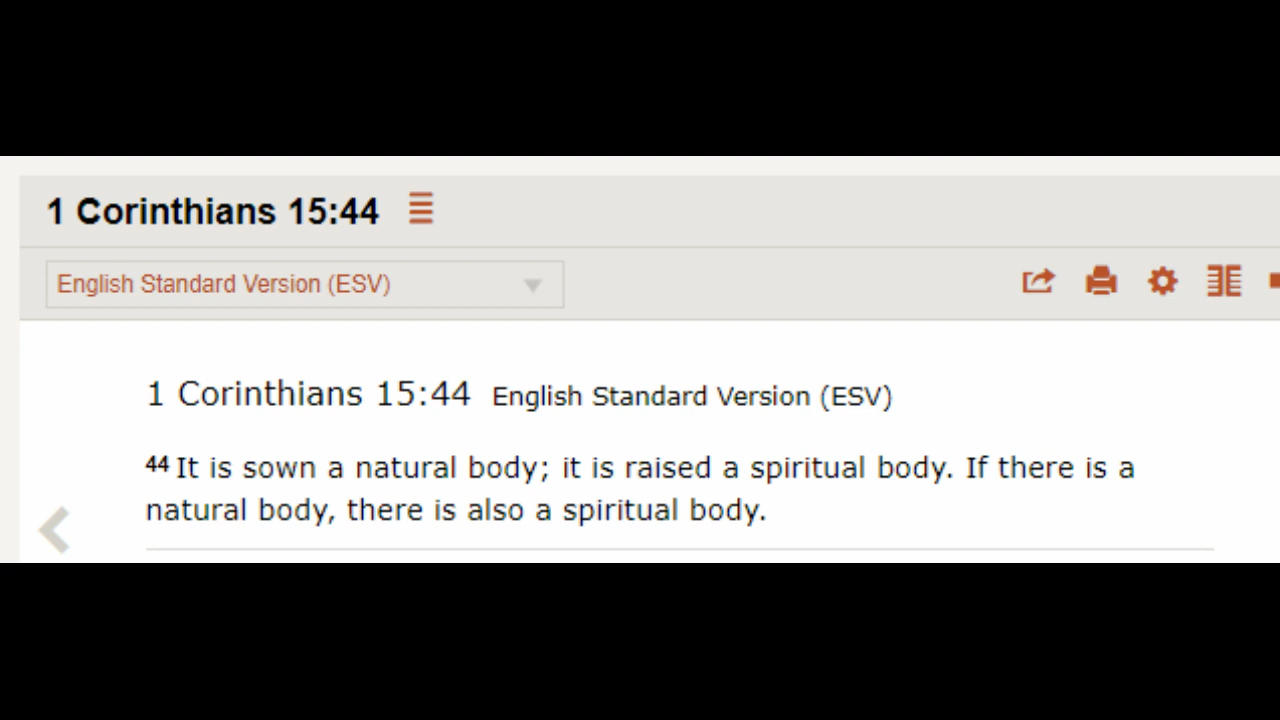 1 Corinthians 15:44
English Standard Version (ESV)
1 Corinthians 15:44 English Standard Version (ESV)
44 It is sown a natural body; it is raised a spiritual body. If there is a
natural body, there is also a spiritual body.